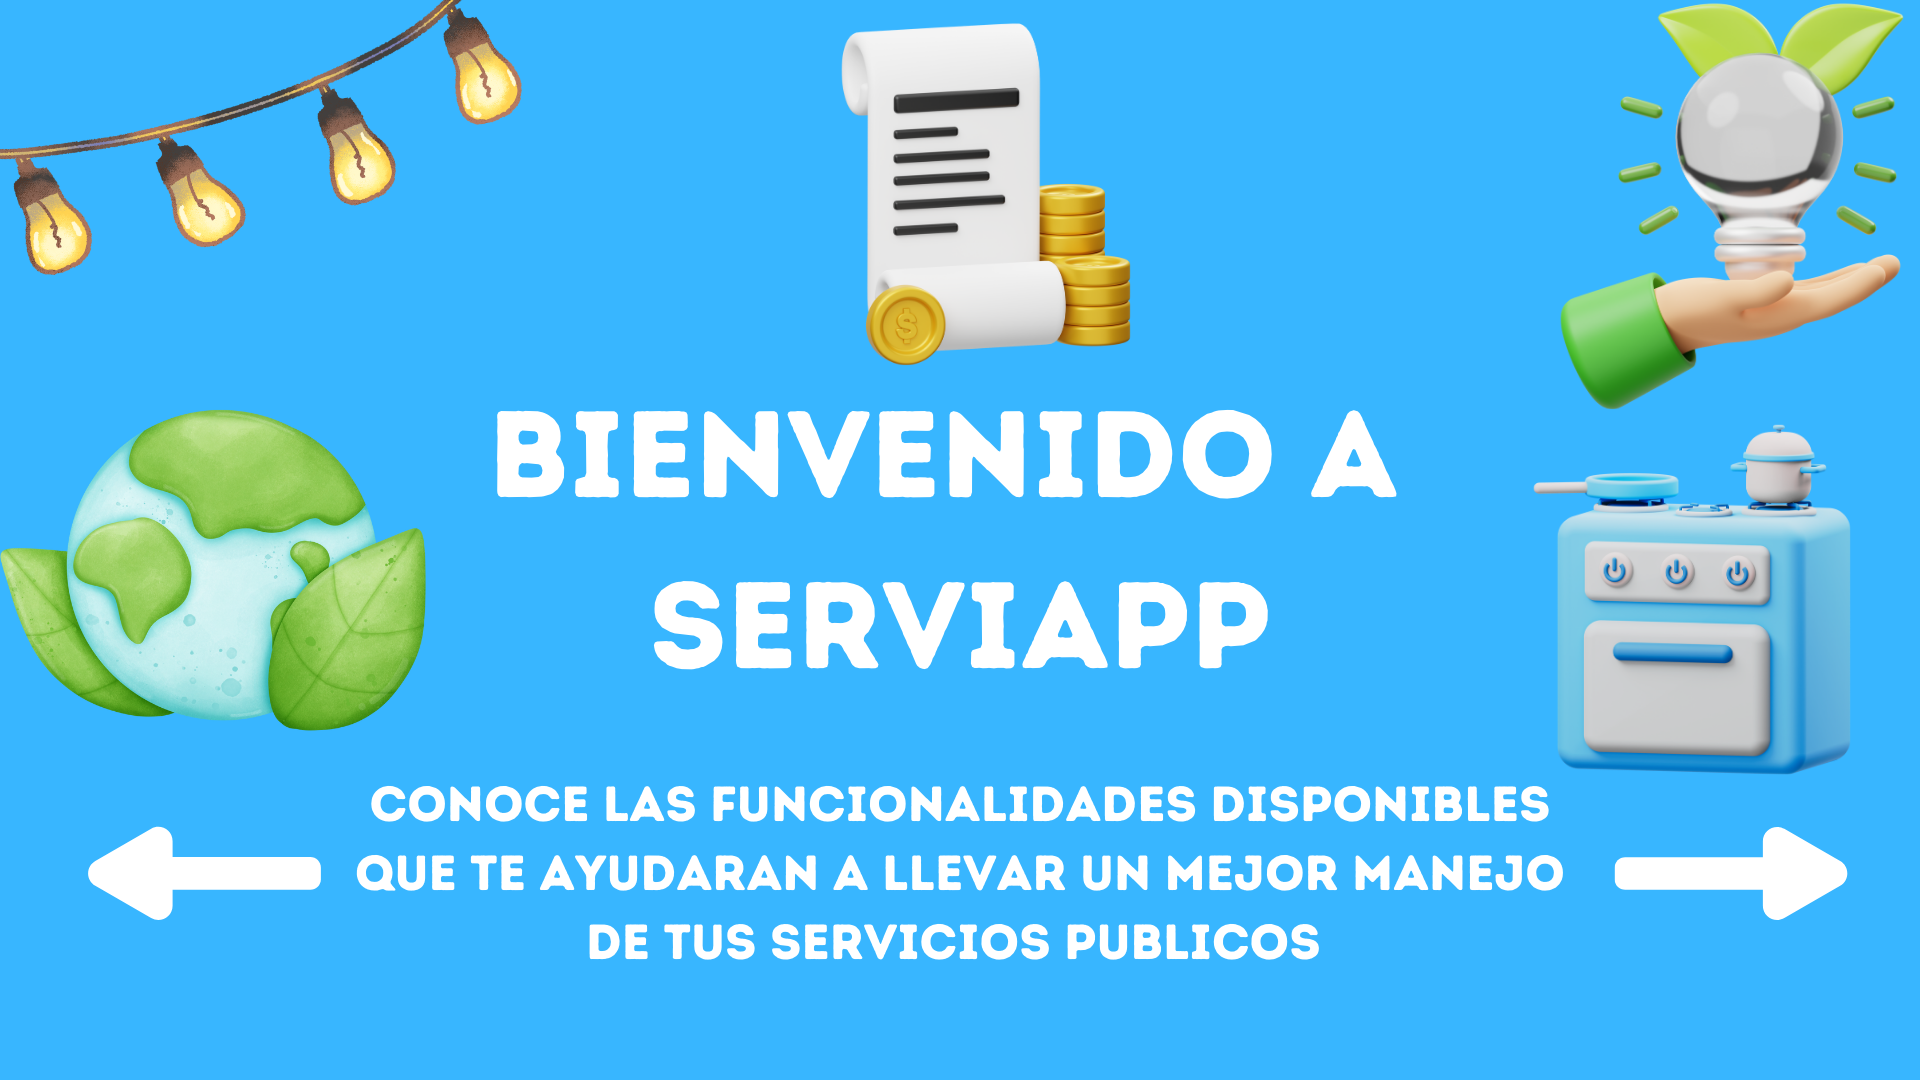 BIENVENIDO A
SERVIAPP
CONOCE LAS FUNCIONALIDADES DISPONIBLES
QUE TE AYUDARAN A LLEVAR UN MEJOR MANEJO
DE TUS SERVICIOS PUBLICOS